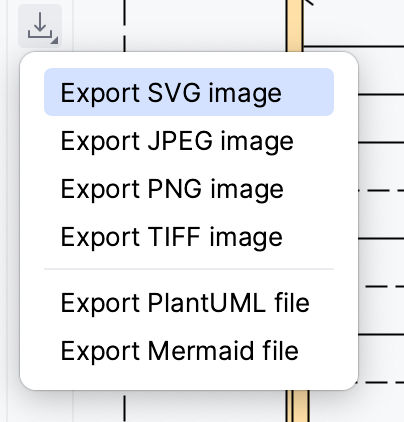 Export SVG image
Export JPEG image
Export PNG image
Export TIFF image
Export PlantUML file
Export Mermaid file